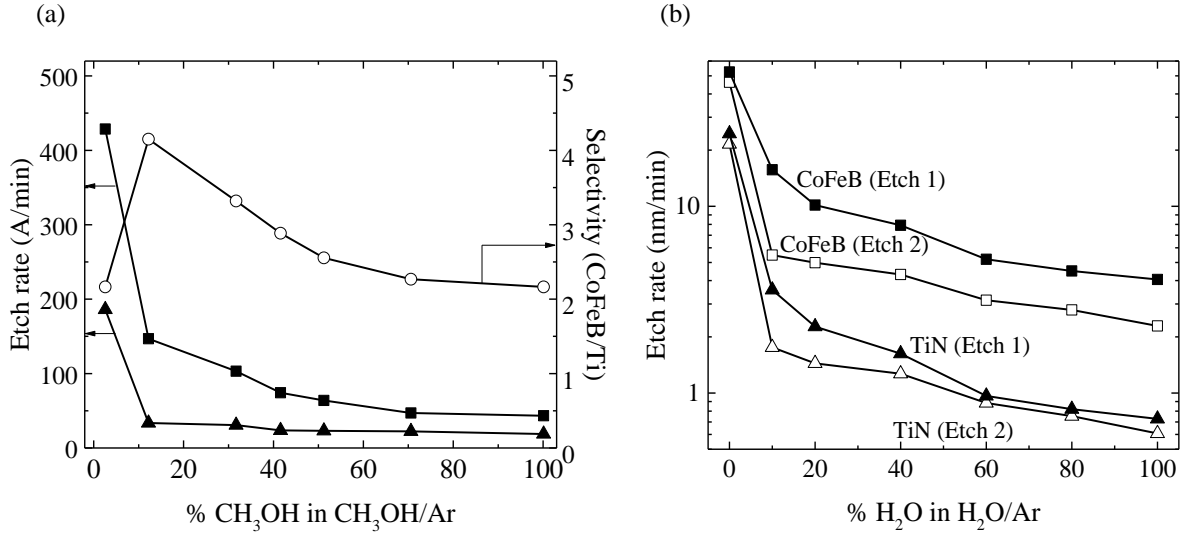 (a)
(b)
500
400
300
200
100
0
Etch rate (A/min)
5
4
3
2
1
0
Selectivity (CoFeB/Ti)
0 20 40 60 80 100
% CH₃OH in CH₃OH/Ar
10
1
Etch rate (nm/min)
CoFeB (Etch 1)
CoFeB (Etch 2)
TiN (Etch 1)
TiN (Etch 2)
0 20 40 60 80 100
% H₂O in H₂O/Ar